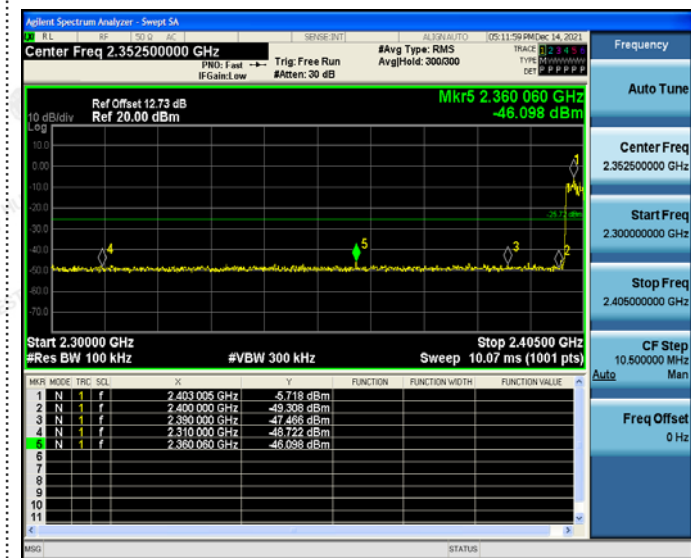 Agilent Spectrum Analyzer - Swept SA
RL RF 50 Ω AC SENSE:INT ALIGN AUTO 05:11:59 PM Dec 14, 2021
Center Freq 2.352500000 GHz #Avg Type: RMS TRACE 1 2 3 4 5 6 Frequency
PNO: Fast Trig: Free Run Avg|Hold: 300/300 TYPE M WWWWW
IFGain:Low #Atten: 30 dB DET P P P P P P
Auto Tune
Ref Offset 12.73 dB Mkr5 2.360 060 GHz
10 dB/div Ref 20.00 dBm -46.098 dBm
Log
10.0
0.00
-10.0
-20.0
-30.0
-40.0
-50.0
-60.0
-70.0
1
-25.72 dBm
4 5 3 2
Center Freq
2.352500000 GHz
Start Freq
2.300000000 GHz
Stop Freq
2.405000000 GHz
Start 2.30000 GHz Stop 2.40500 GHz
#Res BW 100 kHz #VBW 300 kHz Sweep 10.07 ms (1001 pts)
CF Step
10.500000 MHz
Auto Man
Freq Offset
0 Hz
MKR MODE TRC SCL X Y FUNCTION FUNCTION WIDTH FUNCTION VALUE
1 N 1 f 2.403 005 GHz -5.718 dBm
2 N 1 f 2.400 000 GHz -49.308 dBm
3 N 1 f 2.390 000 GHz -47.466 dBm
4 N 1 f 2.310 000 GHz -48.722 dBm
5 N 1 f 2.360 060 GHz -46.098 dBm
6
7
8
9
10
11
MSG STATUS